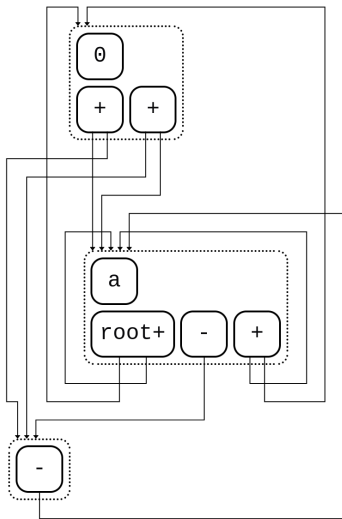 0
+ +
a
root+ - +
-